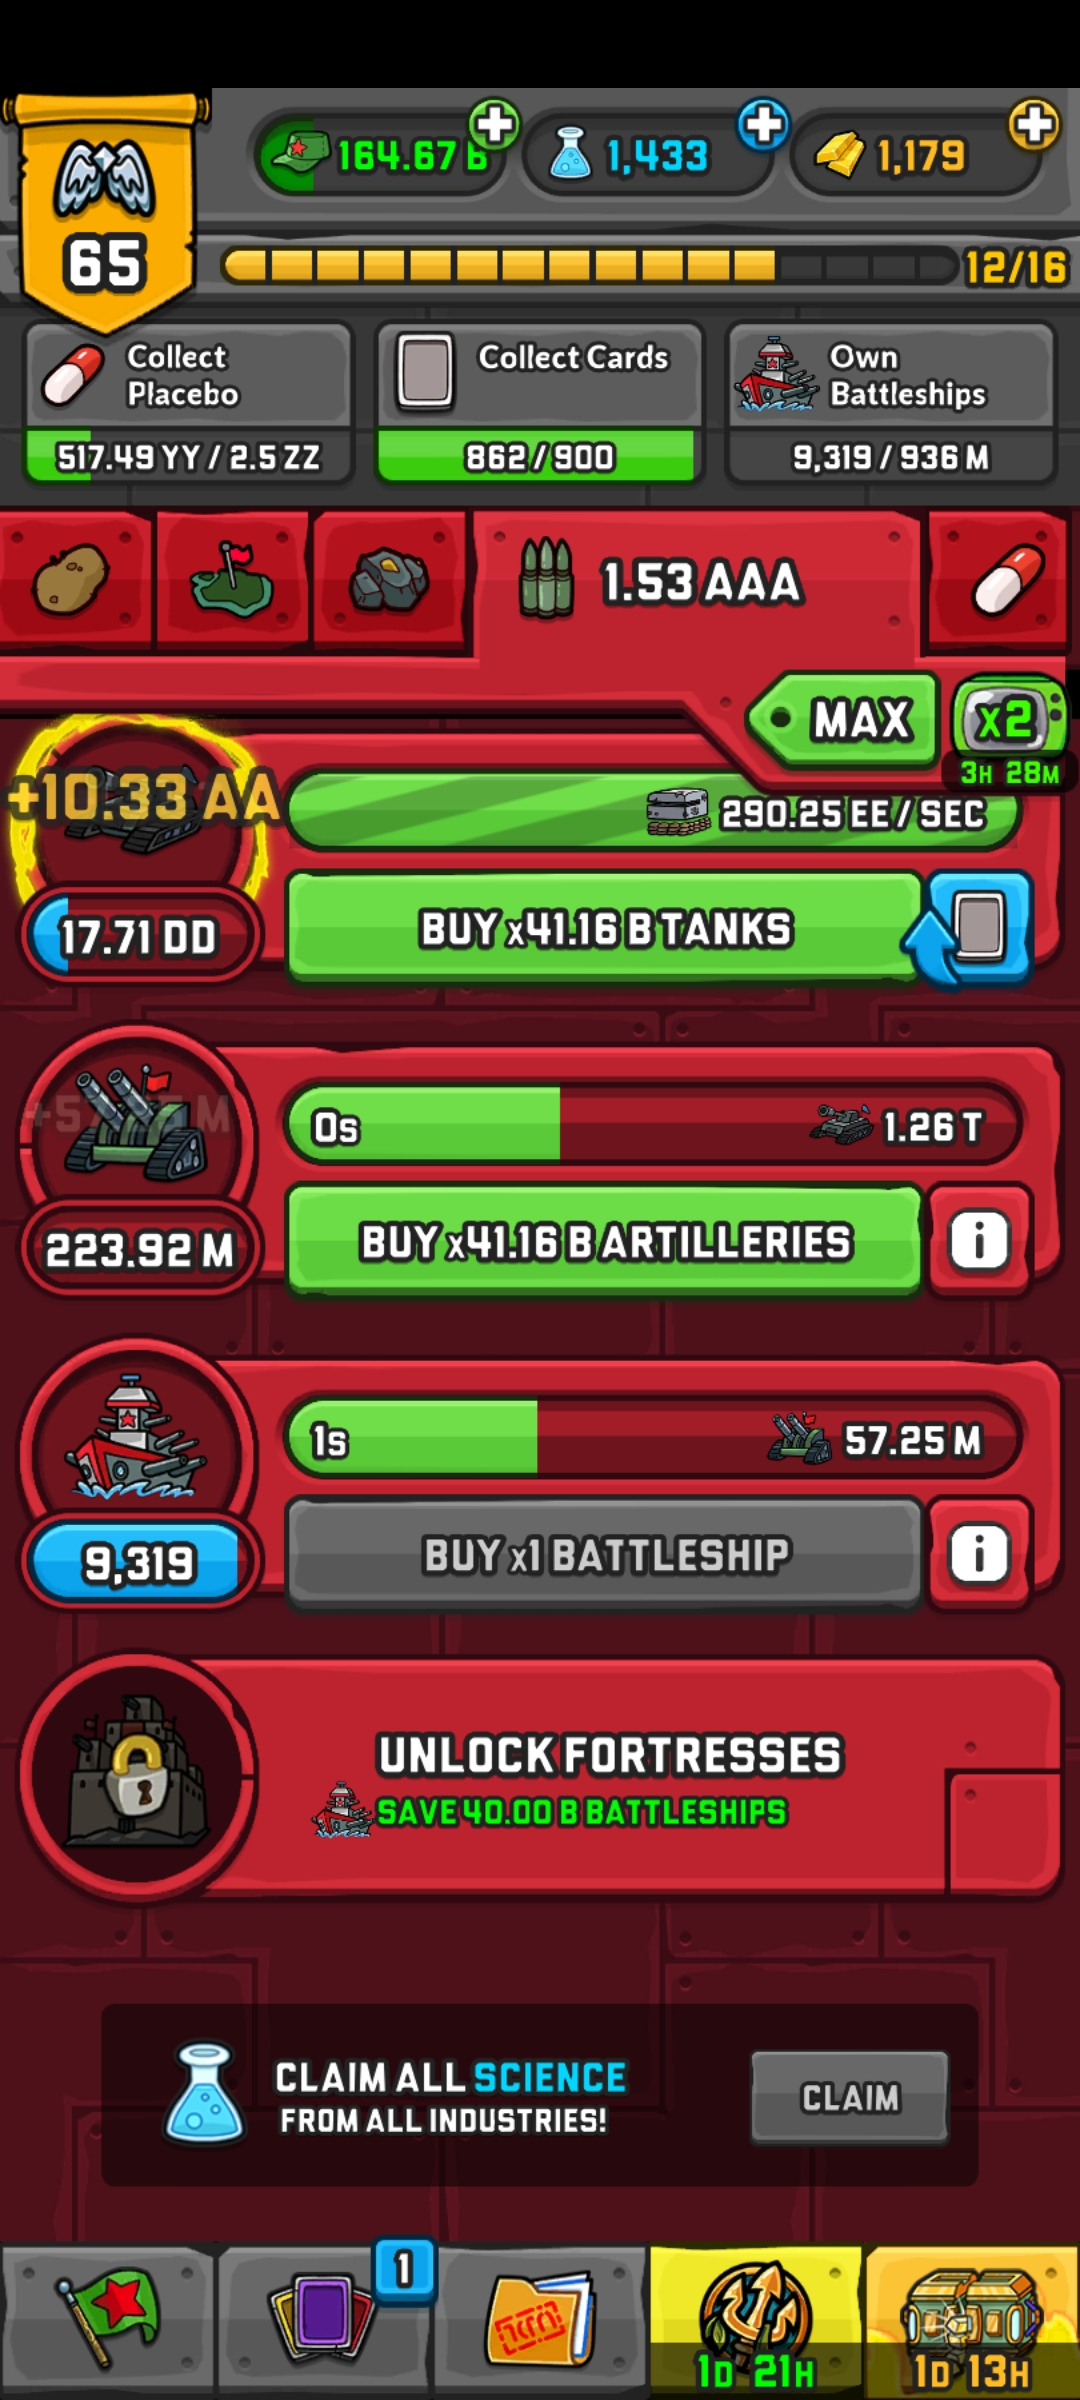 164.67 B
1,433
1,179
65
12/16
Collect
Placebo
Collect Cards
Own
Battleships
517.49 YY / 2.5 ZZ
862/900
9,319 / 936 M
1.53 AAA
MAX
x2
3H 28M
+10.33 AA
290.25 EE / SEC
17.71 DD
BUY x41.16 B TANKS
0s
1.26 T
223.92 M
BUY x41.16 B ARTILLERIES
i
1s
57.25 M
9,319
BUY x1 BATTLESHIP
i
UNLOCK FORTRESSES
SAVE 40.00 B BATTLESHIPS
CLAIM ALL SCIENCE
FROM ALL INDUSTRIES!
CLAIM
1
1D 21H
1D 13H